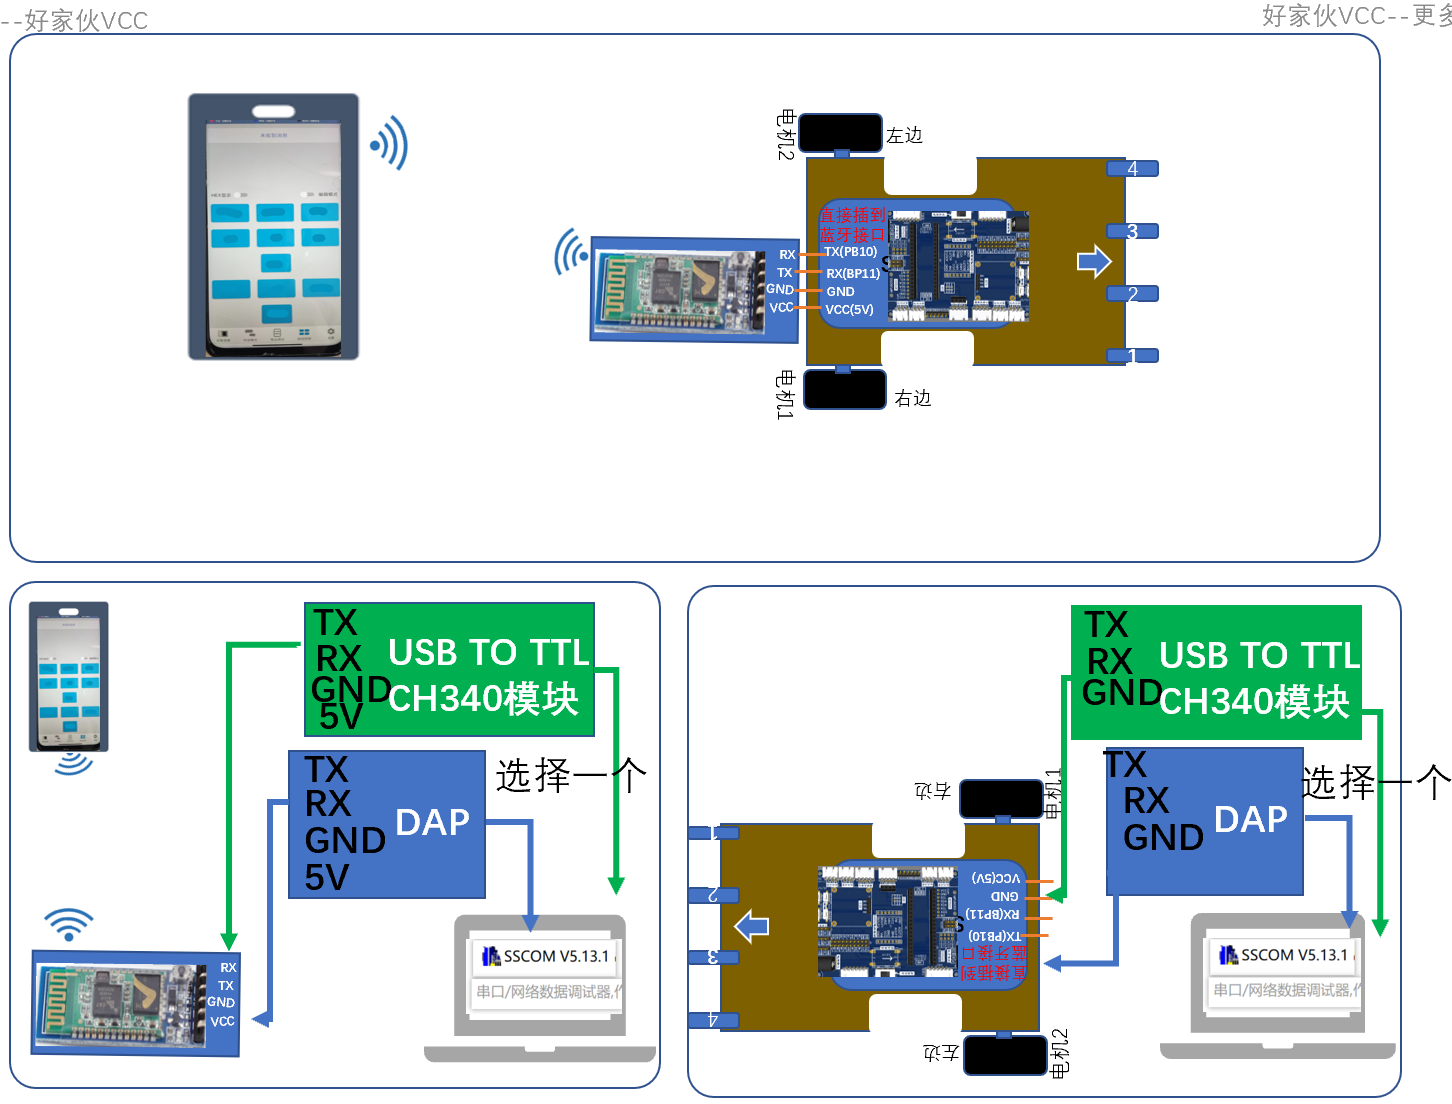 --好家伙VCC
好家伙VCC--更多
电机2
左边
直接插到
蓝牙接口
RX
TX(PB10)
TX
RX(BP11)
GND
GND
VCC
VCC(5V)
S
4
3
2
1
电机1
右边
TX
RX
GND
5V
USB TO TTL
CH340模块
TX
RX
GND
5V
DAP
选择一个
RX
TX
GND
VCC
SSCOM V5.13.1
串口/网络数据调试器,作
TX
RX
GND
USB TO TTL
CH340模块
TX
RX
GND
DAP
选择一个
右边
电机1
1
2
3
4
VCC(5V)
GND
RX(BP11)
TX(PB10)
S
蓝牙接口
直接插到
左边
电机2
SSCOM V5.13.1
串口/网络数据调试器,作